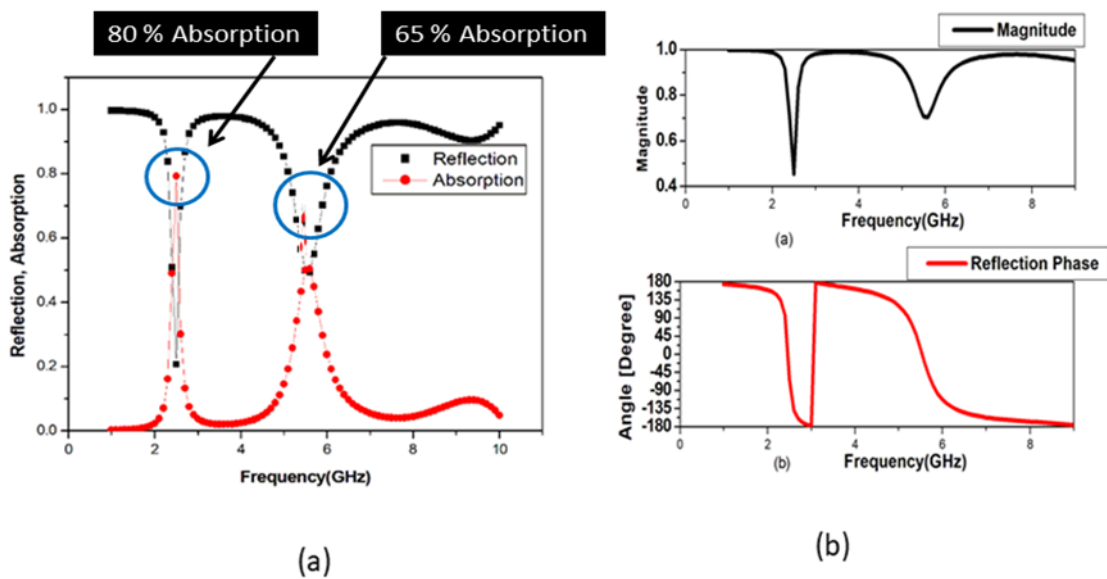 80 % Absorption
65 % Absorption
Reflection, Absorption
1.0
0.8
0.6
0.4
0.2
0.0
Reflection
Absorption
0 2 4 6 8 10
Frequency(GHz)
(a)
Magnitude
Magnitude
1.0
0.8
0.6
0.4
0 2 4 6 8
Frequency(GHz)
(a)
Reflection Phase
Angle [Degree]
180
135
90
45
0
-45
-90
-135
-180
0 2 4 6 8
Frequency(GHz)
(b)
(b)